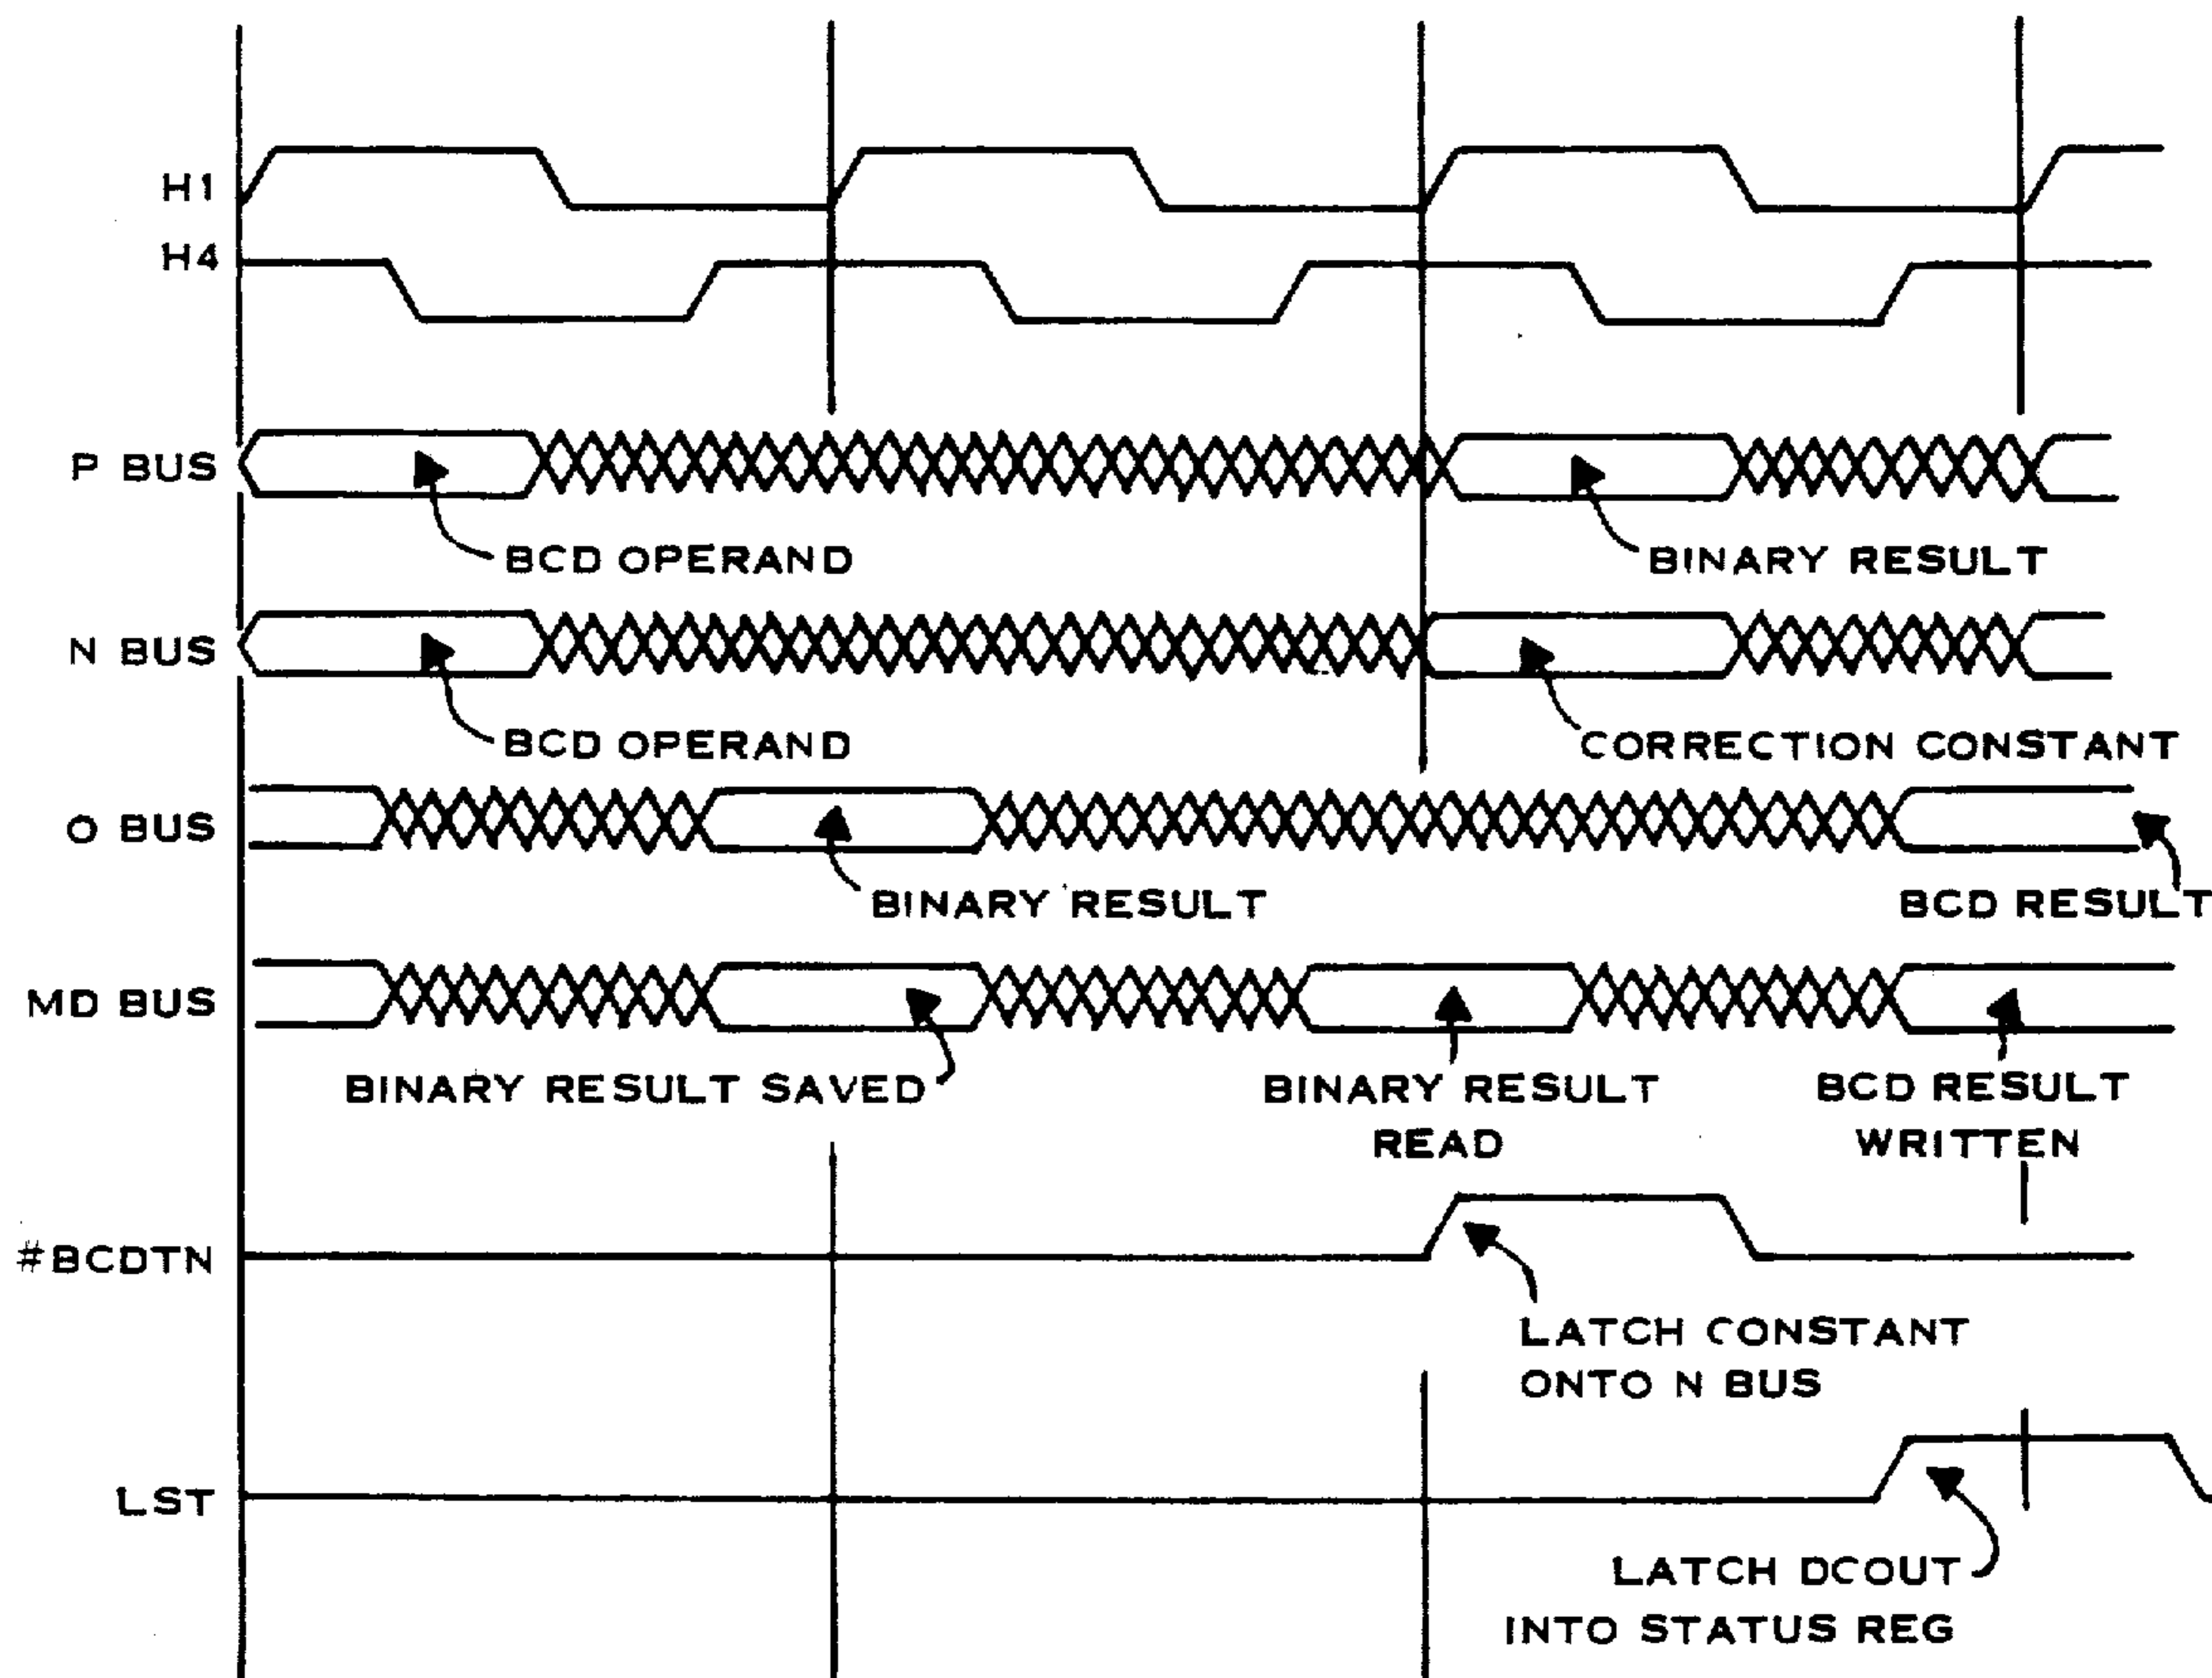 H1
H4
P BUS
BCD OPERAND
BINARY RESULT
N BUS
BCD OPERAND
CORRECTION CONSTANT
O BUS
BINARY RESULT
BCD RESULT
MD BUS
BINARY RESULT SAVED
BINARY RESULT
READ
BCD RESULT
WRITTEN
#BCDTN
LATCH CONSTANT
ONTO N BUS
LST
LATCH DCOUT
INTO STATUS REG